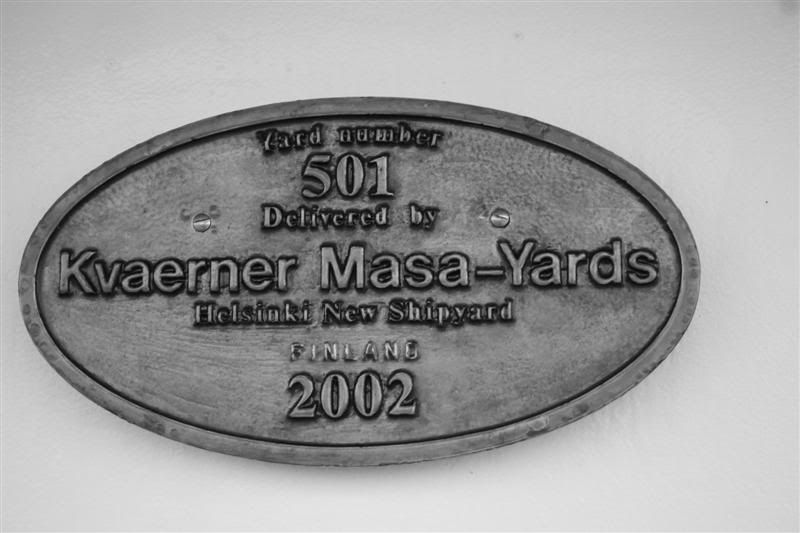 Yard number
501
Delivered by
Kvaerner Masa-Yards
Helsinki New Shipyard
FINLAND
2002